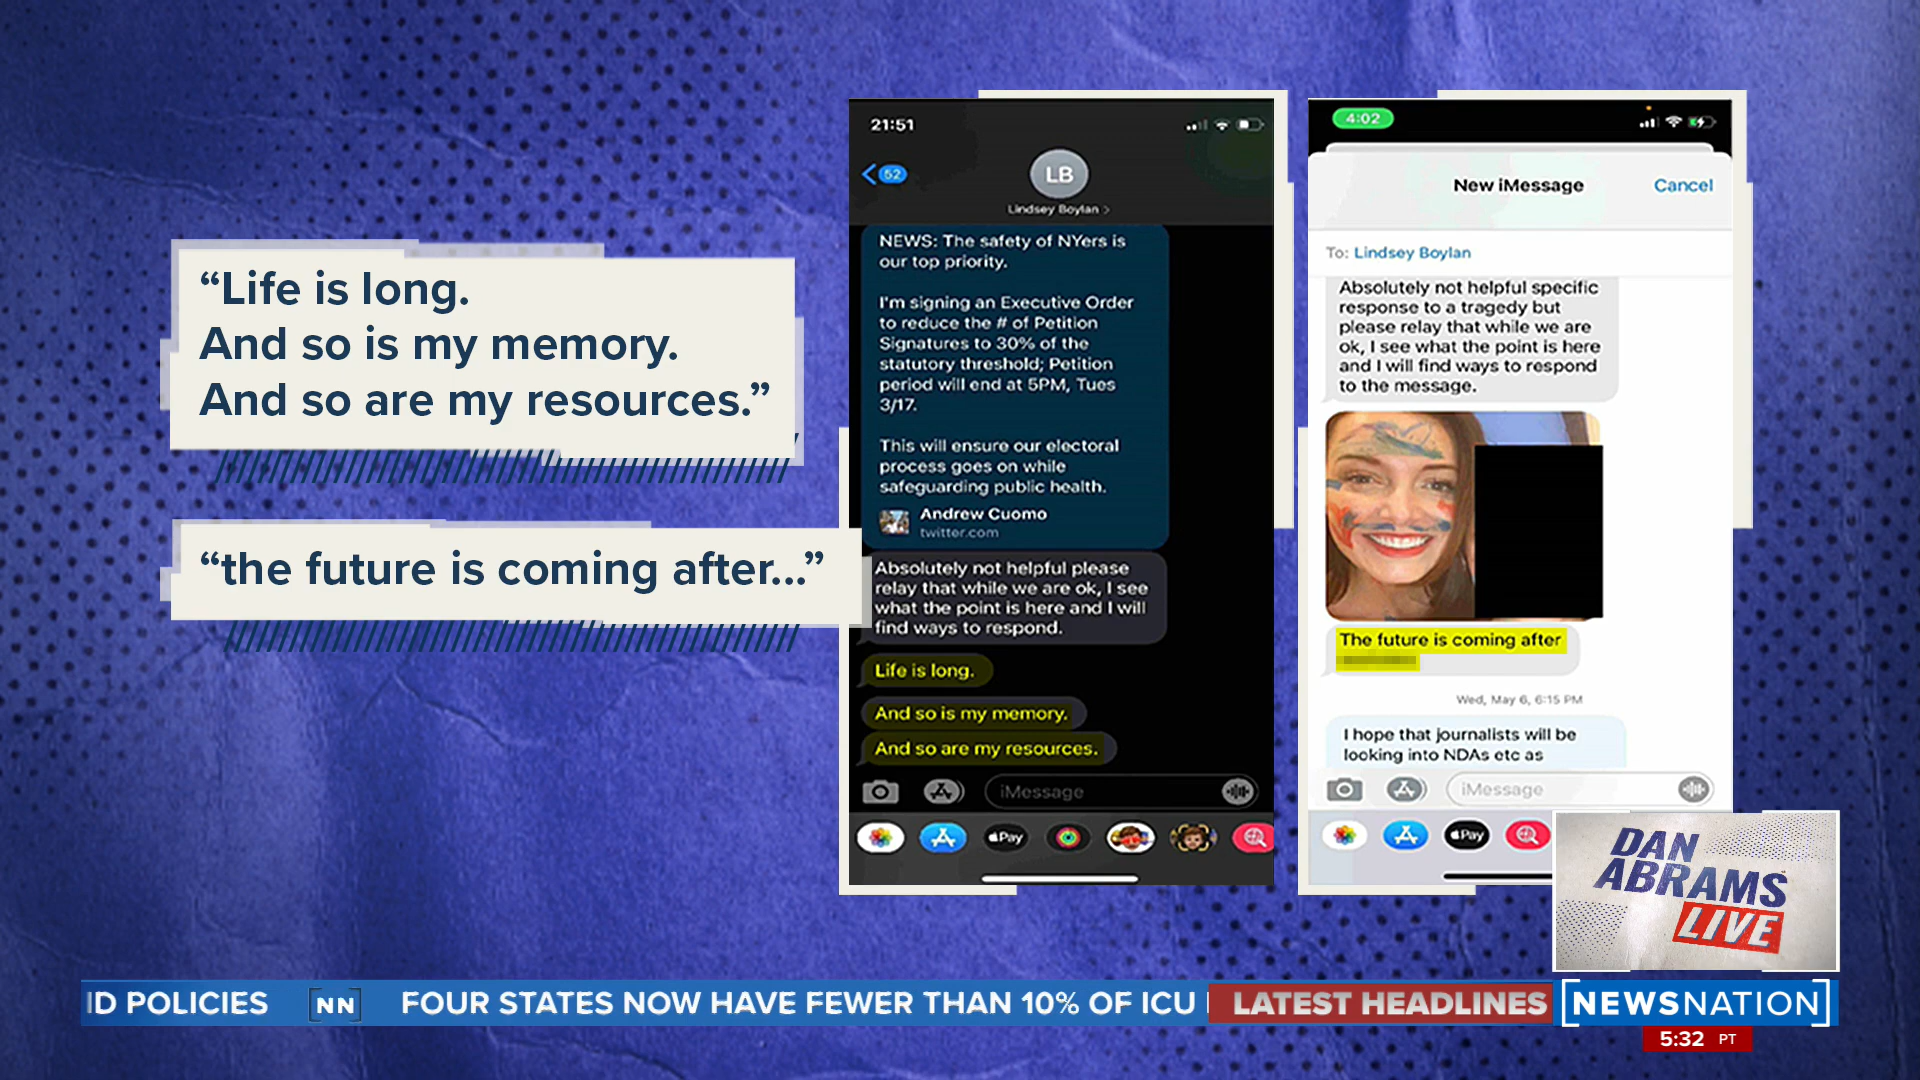 “Life is long.
And so is my memory.
And so are my resources.”
“the future is coming after...”
21:51
52
LB
Lindsey Boylan >
NEWS: The safety of NYers is
our top priority.
I'm signing an Executive Order
to reduce the # of Petition
Signatures to 30% of the
statutory threshold; Petition
period will end at 5PM, Tues
3/17.
This will ensure our electoral
process goes on while
safeguarding public health.
Andrew Cuomo
twitter.com
Absolutely not helpful please
relay that while we are ok, I see
what the point is here and I will
find ways to respond.
Life is long.
And so is my memory.
And so are my resources.
iMessage
Pay
4:02
New iMessage
Cancel
To: Lindsey Boylan
Absolutely not helpful specific
response to a tragedy but
please relay that while we are
ok, I see what the point is here
and I will find ways to respond
to the message.
The future is coming after
Wed, May 6, 6:15 PM
I hope that journalists will be
looking into NDAs etc as
iMessage
Pay
DAN
ABRAMS
LIVE
ID POLICIES [NN] FOUR STATES NOW HAVE FEWER THAN 10% OF ICU
LATEST HEADLINES
[NEWSNATION]
5:32 PT